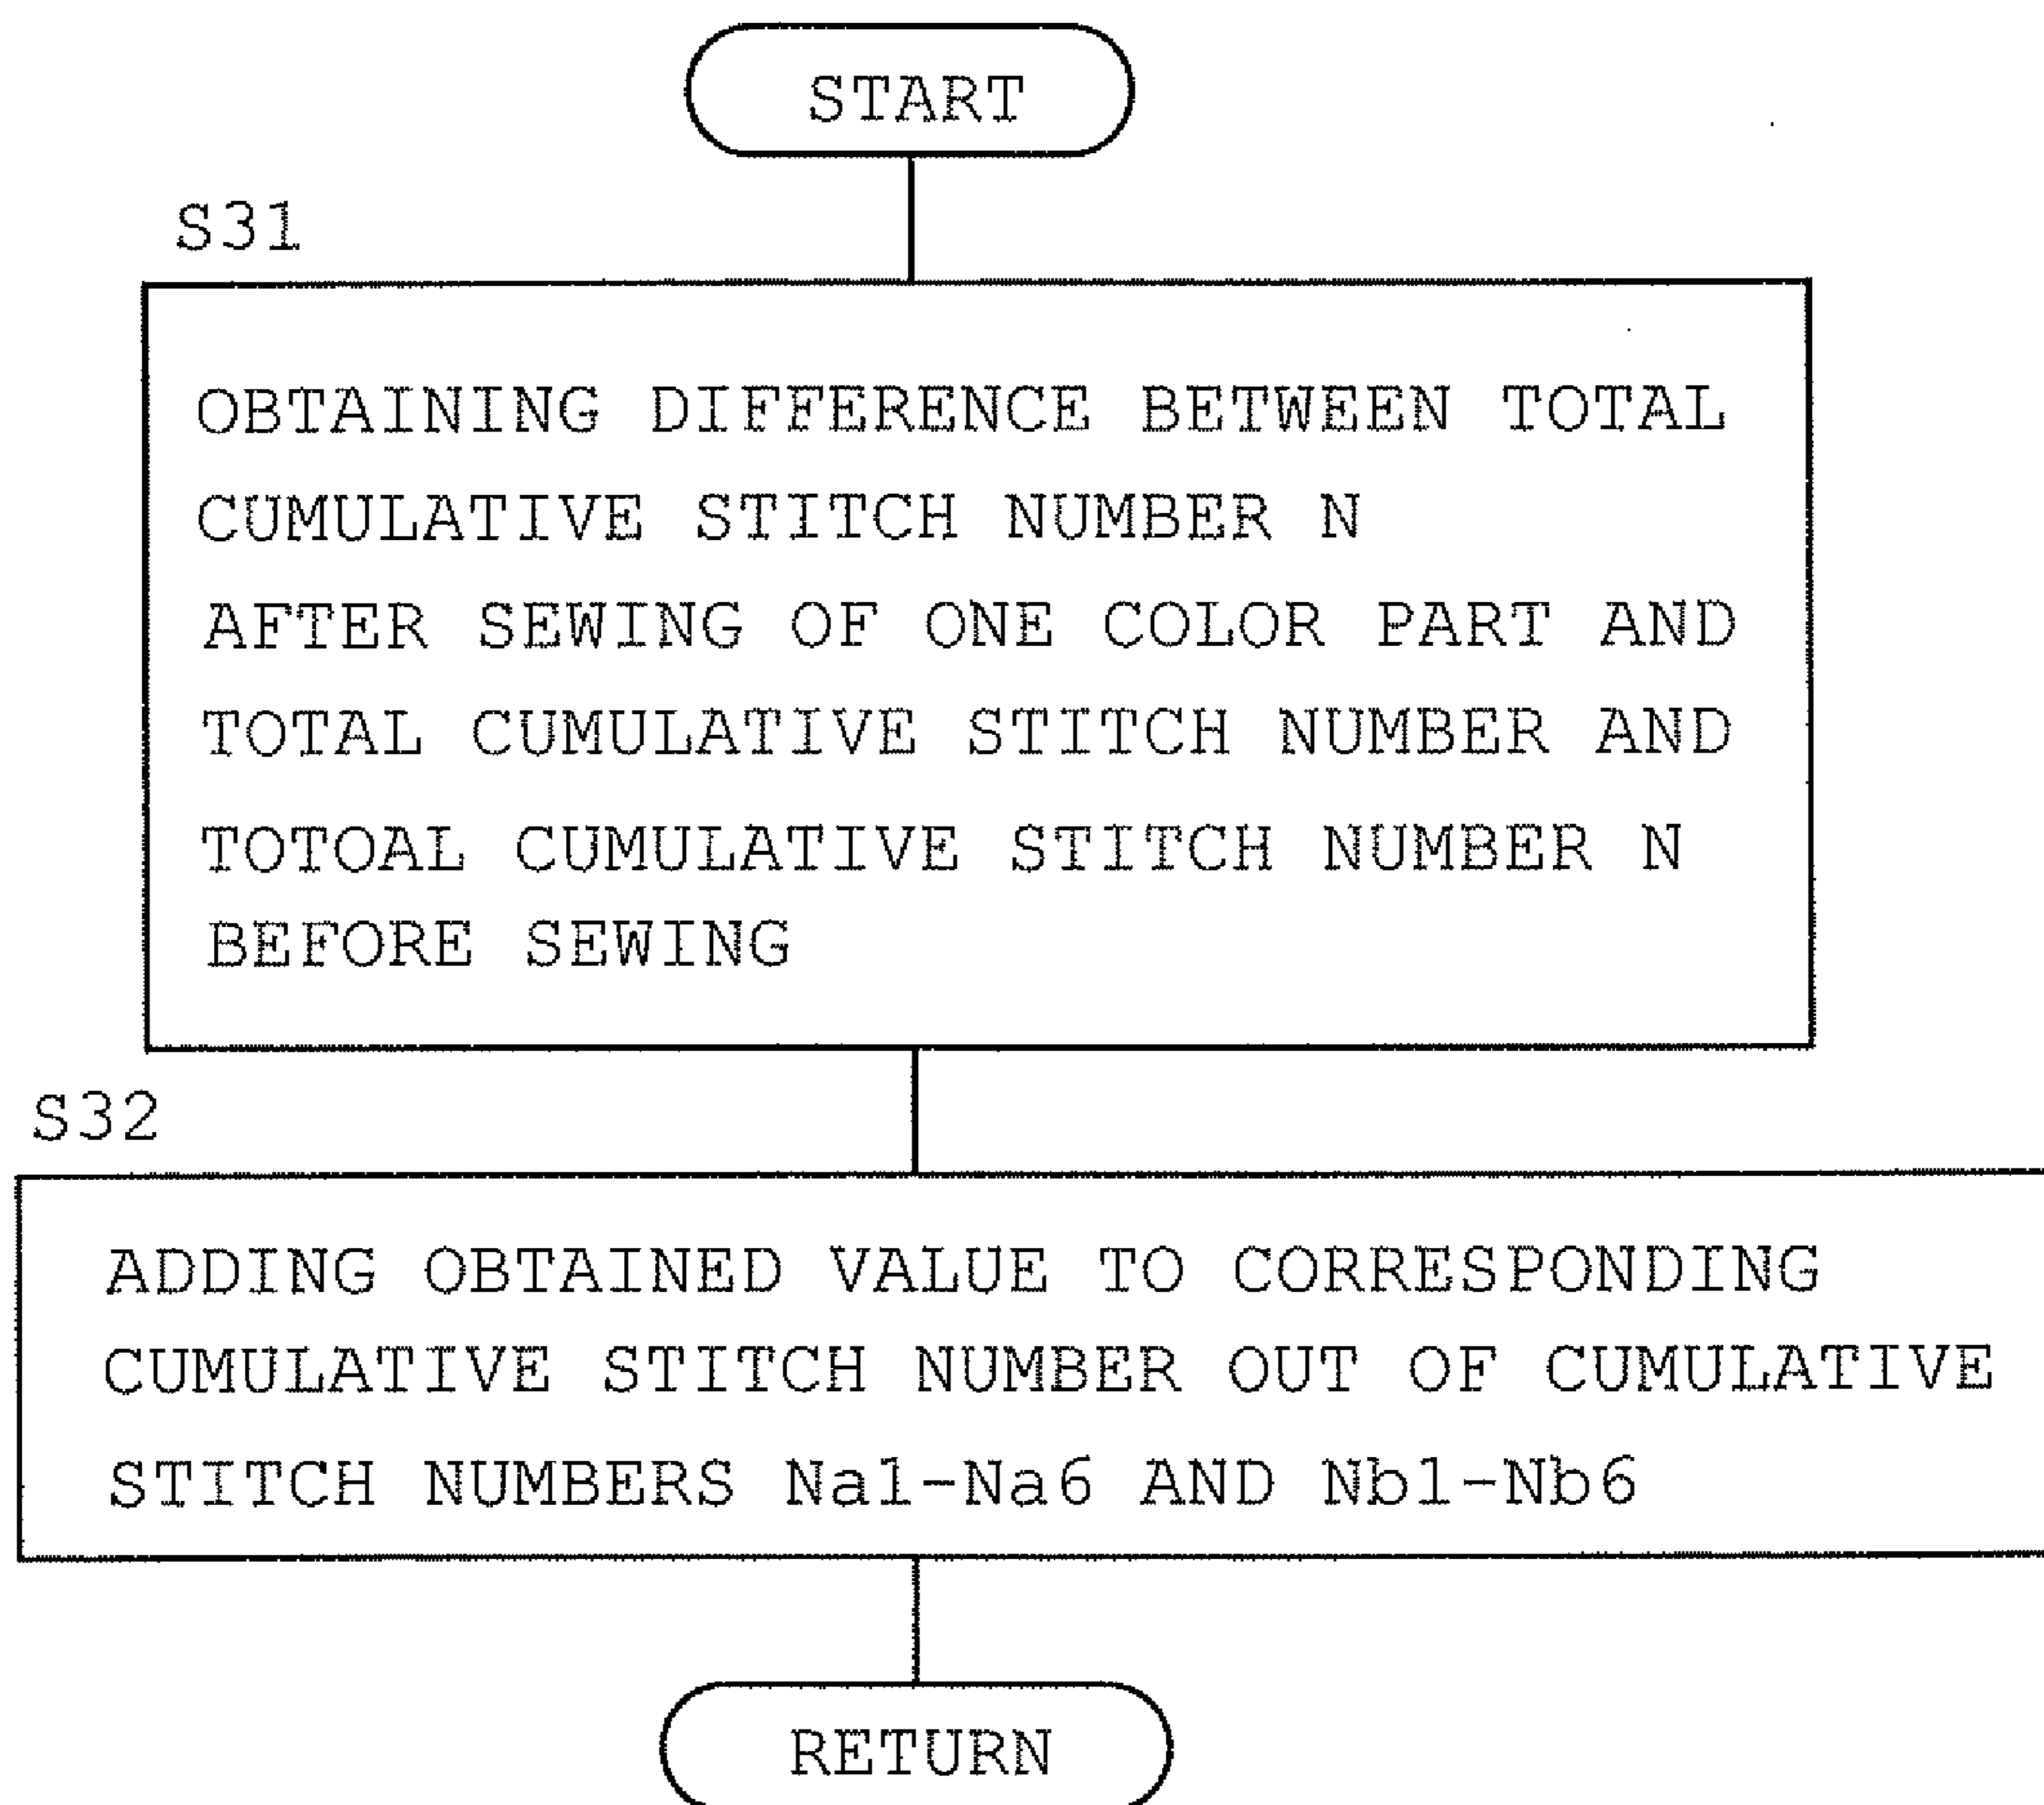 START
S31
OBTAINING DIFFERENCE BETWEEN TOTAL
CUMULATIVE STITCH NUMBER N
AFTER SEWING OF ONE COLOR PART AND
TOTAL CUMULATIVE STITCH NUMBER AND
TOTOAL CUMULATIVE STITCH NUMBER N
BEFORE SEWING
S32
ADDING OBTAINED VALUE TO CORRESPONDING
CUMULATIVE STITCH NUMBER OUT OF CUMULATIVE
STITCH NUMBERS Na1-Na6 AND Nb1-Nb6
RETURN